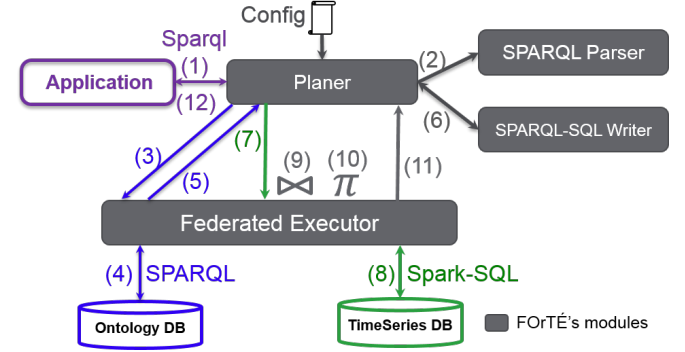 Config
Sparql
(1)
Application
(12)
Planer
(2)
SPARQL Parser
(6)
SPARQL-SQL Writer
(3)
(5)
(7)
(9)
(10)
π
(11)
Federated Executor
(4) SPARQL
(8) Spark-SQL
Ontology DB
TimeSeries DB
FOrTÉ's modules